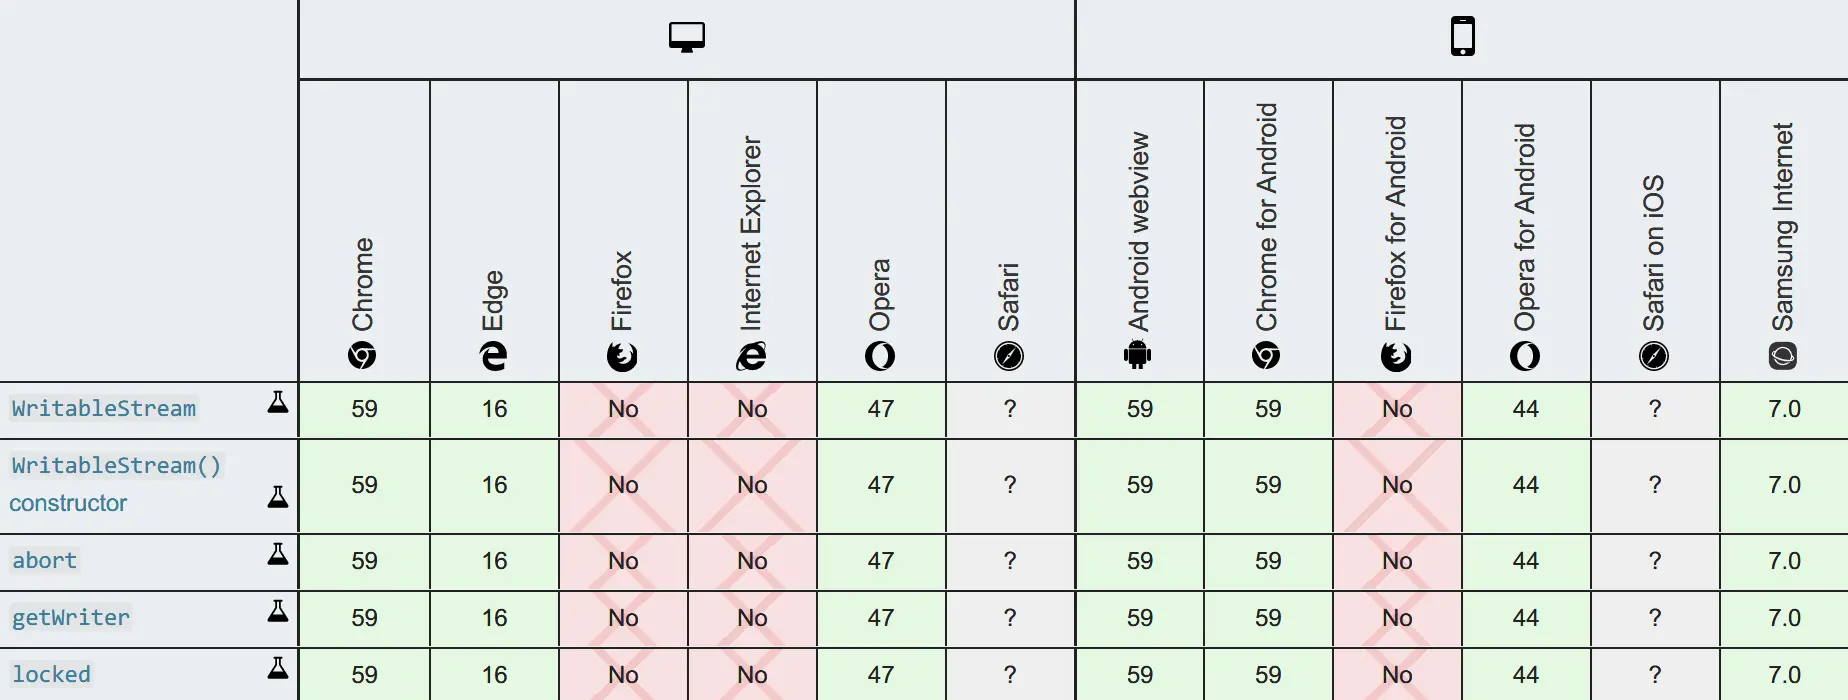 Chrome Edge Firefox Internet Explorer Opera Safari Android webview Chrome for Android Firefox for Android Opera for Android Safari on iOS Samsung Internet
WritableStream 59 16 No No 47 ? 59 59 No 44 ? 7.0
WritableStream()
constructor 59 16 No No 47 ? 59 59 No 44 ? 7.0
abort 59 16 No No 47 ? 59 59 No 44 ? 7.0
getWriter 59 16 No No 47 ? 59 59 No 44 ? 7.0
locked 59 16 No No 47 ? 59 59 No 44 ? 7.0